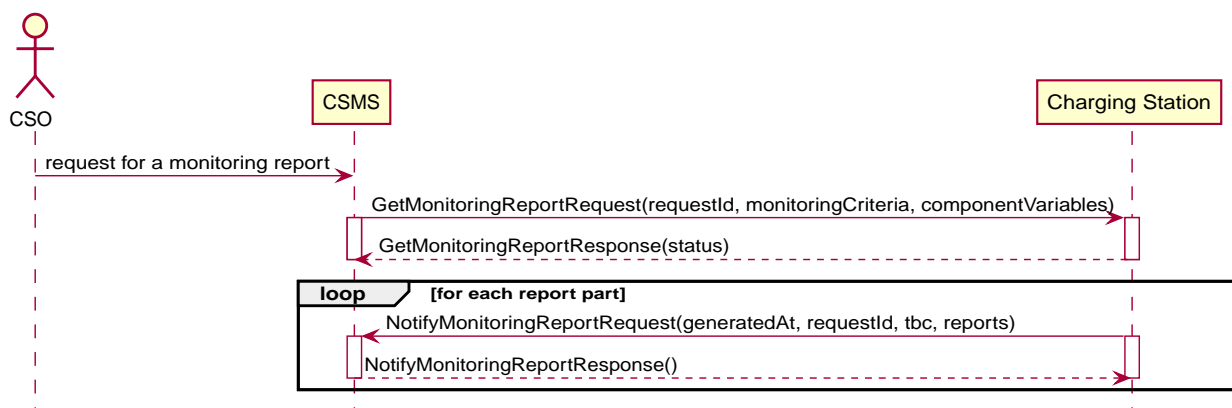 CSO
CSMS
Charging Station
request for a monitoring report
GetMonitoringReportRequest(requestId, monitoringCriteria, componentVariables)
GetMonitoringReportResponse(status)
loop [for each report part]
NotifyMonitoringReportRequest(generatedAt, requestId, tbc, reports)
NotifyMonitoringReportResponse()